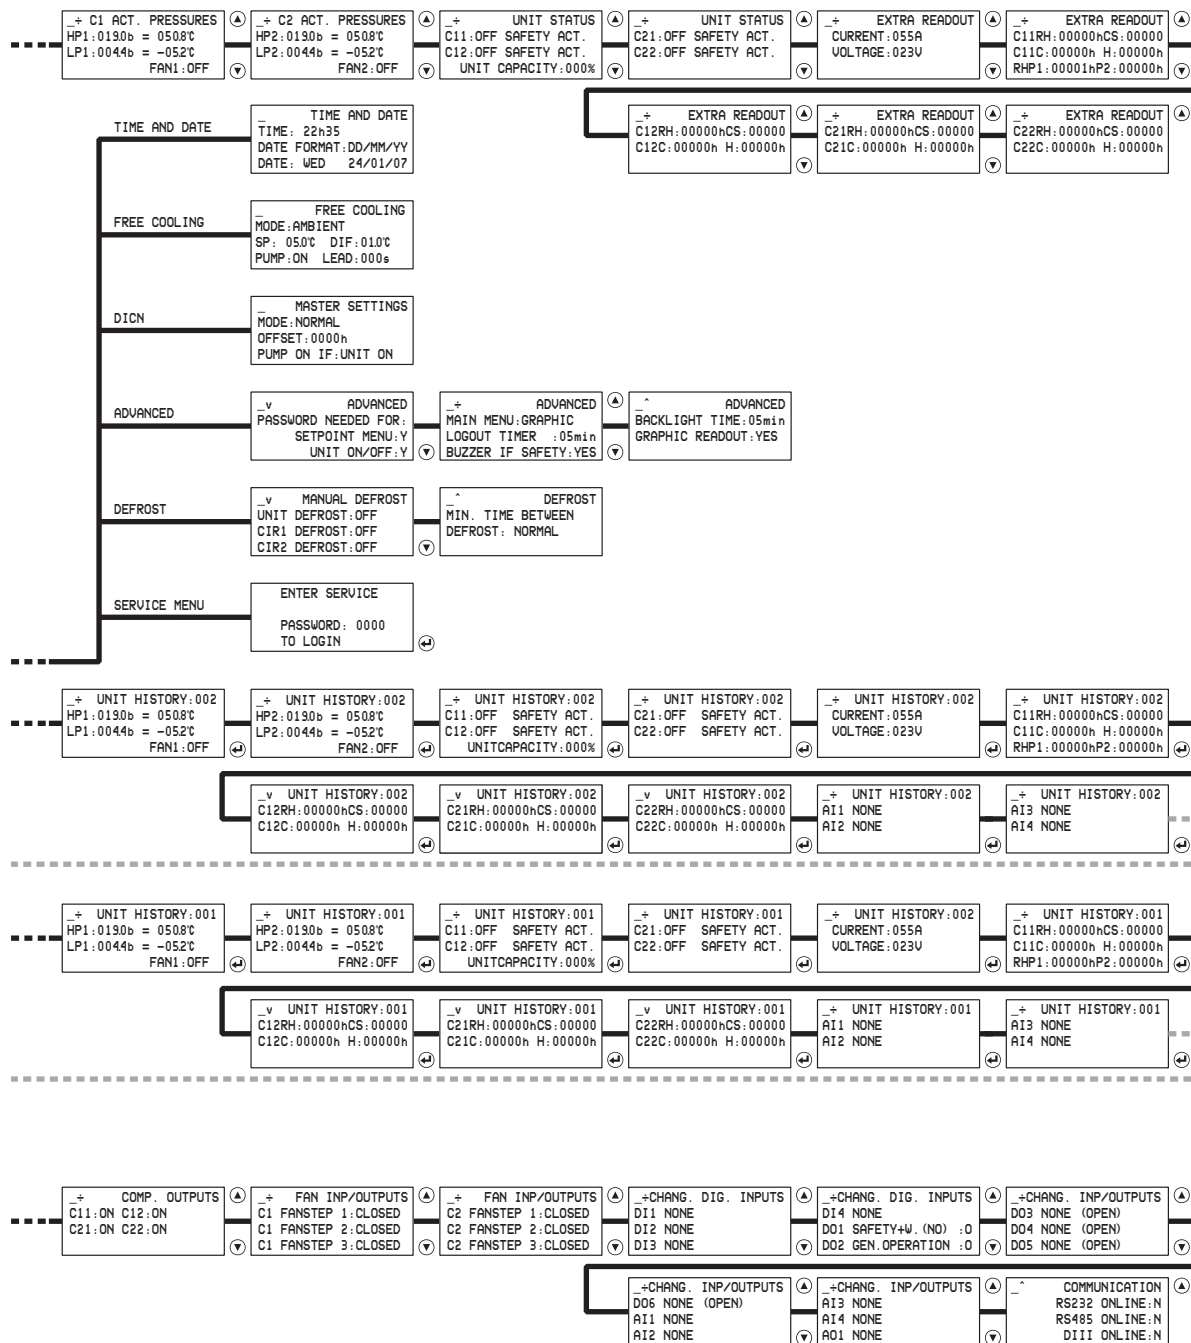 _÷ C1 ACT. PRESSURES
HP1:019.0b = 050.8°C
LP1:004.4b = -05.2°C
FAN1:OFF
_÷ C2 ACT. PRESSURES
HP2:019.0b = 050.8°C
LP2:004.4b = -05.2°C
FAN2:OFF
_÷ UNIT STATUS
C11:OFF SAFETY ACT.
C12:OFF SAFETY ACT.
UNIT CAPACITY:000%
_÷ UNIT STATUS
C21:OFF SAFETY ACT.
C22:OFF SAFETY ACT.
_÷ EXTRA READOUT
CURRENT:055A
VOLTAGE:023V
_÷ EXTRA READOUT
C11RH:00000hCS:00000
C11C:00000h H:00000h
RHP1:00001hP2:00000h
_÷ EXTRA READOUT
C12RH:00000hCS:00000
C12C:00000h H:00000h
_÷ EXTRA READOUT
C21RH:00000hCS:00000
C21C:00000h H:00000h
_÷ EXTRA READOUT
C22RH:00000hCS:00000
C22C:00000h H:00000h
TIME AND DATE
_ TIME AND DATE
TIME: 22h35
DATE FORMAT:DD/MM/YY
DATE: WED 24/01/07
FREE COOLING
_ FREE COOLING
MODE:AMBIENT
SP: 05.0°C DIF:01.0°C
PUMP:ON LEAD:000s
DICN
_ MASTER SETTINGS
MODE:NORMAL
OFFSET:0000h
PUMP ON IF:UNIT ON
ADVANCED
_v ADVANCED
PASSWORD NEEDED FOR:
SETPOINT MENU:Y
UNIT ON/OFF:Y
_÷ ADVANCED
MAIN MENU:GRAPHIC
LOGOUT TIMER :05min
BUZZER IF SAFETY:YES
_^ ADVANCED
BACKLIGHT TIME:05min
GRAPHIC READOUT:YES
DEFROST
_v MANUAL DEFROST
UNIT DEFROST:OFF
CIR1 DEFROST:OFF
CIR2 DEFROST:OFF
_^ DEFROST
MIN. TIME BETWEEN
DEFROST: NORMAL
SERVICE MENU
ENTER SERVICE
PASSWORD: 0000
TO LOGIN
_÷ UNIT HISTORY:002
HP1:019.0b = 050.8°C
LP1:004.4b = -05.2°C
FAN1:OFF
_÷ UNIT HISTORY:002
HP2:019.0b = 050.8°C
LP2:004.4b = -05.2°C
FAN2:OFF
_÷ UNIT HISTORY:002
C11:OFF SAFETY ACT.
C12:OFF SAFETY ACT.
UNITCAPACITY:000%
_÷ UNIT HISTORY:002
C21:OFF SAFETY ACT.
C22:OFF SAFETY ACT.
_÷ UNIT HISTORY:002
CURRENT:055A
VOLTAGE:023V
_÷ UNIT HISTORY:002
C11RH:00000hCS:00000
C11C:00000h H:00000h
RHP1:00000hP2:00000h
_v UNIT HISTORY:002
C12RH:00000hCS:00000
C12C:00000h H:00000h
_v UNIT HISTORY:002
C21RH:00000hCS:00000
C21C:00000h H:00000h
_v UNIT HISTORY:002
C22RH:00000hCS:00000
C22C:00000h H:00000h
_÷ UNIT HISTORY:002
AI1 NONE
AI2 NONE
_÷ UNIT HISTORY:002
AI3 NONE
AI4 NONE
_÷ UNIT HISTORY:001
HP1:019.0b = 050.8°C
LP1:004.4b = -05.2°C
FAN1:OFF
_÷ UNIT HISTORY:001
HP2:019.0b = 050.8°C
LP2:004.4b = -05.2°C
FAN2:OFF
_÷ UNIT HISTORY:001
C11:OFF SAFETY ACT.
C12:OFF SAFETY ACT.
UNITCAPACITY:000%
_÷ UNIT HISTORY:001
C21:OFF SAFETY ACT.
C22:OFF SAFETY ACT.
_÷ UNIT HISTORY:002
CURRENT:055A
VOLTAGE:023V
_÷ UNIT HISTORY:001
C11RH:00000hCS:00000
C11C:00000h H:00000h
RHP1:00000hP2:00000h
_v UNIT HISTORY:001
C12RH:00000hCS:00000
C12C:00000h H:00000h
_v UNIT HISTORY:001
C21RH:00000hCS:00000
C21C:00000h H:00000h
_v UNIT HISTORY:001
C22RH:00000hCS:00000
C22C:00000h H:00000h
_÷ UNIT HISTORY:001
AI1 NONE
AI2 NONE
_÷ UNIT HISTORY:001
AI3 NONE
AI4 NONE
_÷ COMP. OUTPUTS
C11:ON C12:ON
C21:ON C22:ON
_÷ FAN INP/OUTPUTS
C1 FANSTEP 1:CLOSED
C1 FANSTEP 2:CLOSED
C1 FANSTEP 3:CLOSED
_÷ FAN INP/OUTPUTS
C2 FANSTEP 1:CLOSED
C2 FANSTEP 2:CLOSED
C2 FANSTEP 3:CLOSED
_÷CHANG. DIG. INPUTS
DI1 NONE
DI2 NONE
DI3 NONE
_÷CHANG. DIG. INPUTS
DI4 NONE
DO1 SAFETY+W.(NO) :O
DO2 GEN.OPERATION :O
_÷CHANG. INP/OUTPUTS
DO3 NONE (OPEN)
DO4 NONE (OPEN)
DO5 NONE (OPEN)
_÷CHANG. INP/OUTPUTS
DO6 NONE (OPEN)
AI1 NONE
AI2 NONE
_÷CHANG. INP/OUTPUTS
AI3 NONE
AI4 NONE
AO1 NONE
_^ COMMUNICATION
RS232 ONLINE:N
RS485 ONLINE:N
DIII ONLINE:N